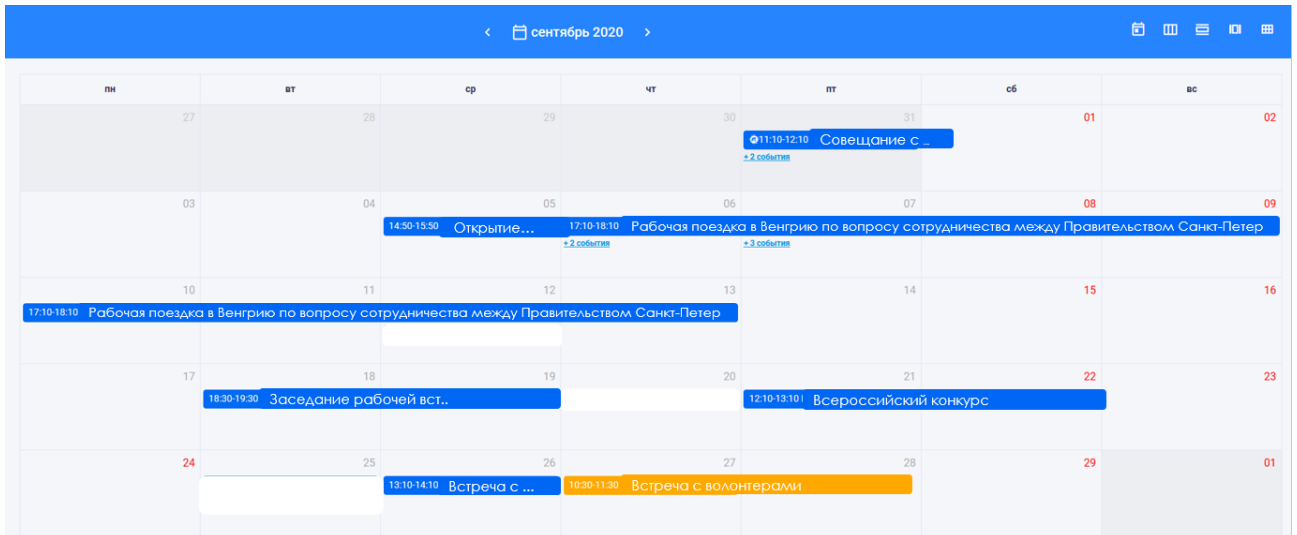 сентябрь 2020
пн вт ср чт пт сб вс
27 28 29 30 31 01 02
11:10-12:10 Совещание с ..
+ 2 события
03 04 05 06 07 08 09
14:50-15:50 Открытие... 17:10-18:10 Рабочая поездка в Венгрию по вопросу сотрудничества между Правительством Санкт-Петер
+ 2 события + 3 события
10 11 12 13 14 15 16
17:10-18:10 Рабочая поездка в Венгрию по вопросу сотрудничества между Правительством Санкт-Петер
17 18 19 20 21 22 23
18:30-19:30 Заседание рабочей вст.. 12:10-13:10 Всероссийский конкурс
24 25 26 27 28 29 01
13:10-14:10 Встреча с ... 10:30-11:30 Встреча с волонтерами